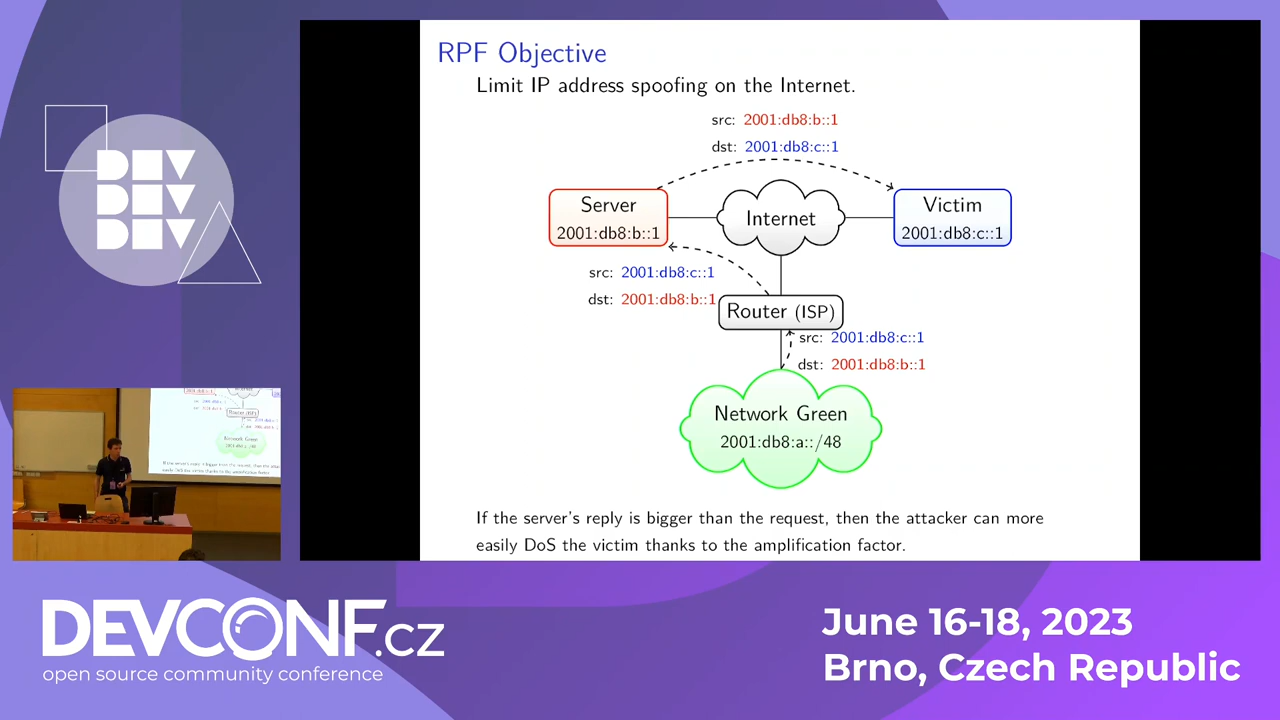 RPF Objective
Limit IP address spoofing on the Internet.
src: 2001:db8:b::1
dst: 2001:db8:c::1
Server
2001:db8:b::1
Internet
Victim
2001:db8:c::1
src: 2001:db8:c::1
dst: 2001:db8:b::1
Router (ISP)
src: 2001:db8:c::1
dst: 2001:db8:b::1
Network Green
2001:db8:a::/48
If the server's reply is bigger than the request, then the attacker can more
easily DoS the victim thanks to the amplification factor.
DEV
DEV
DEV
DEVCONF.CZ
open source community conference
June 16-18, 2023
Brno, Czech Republic